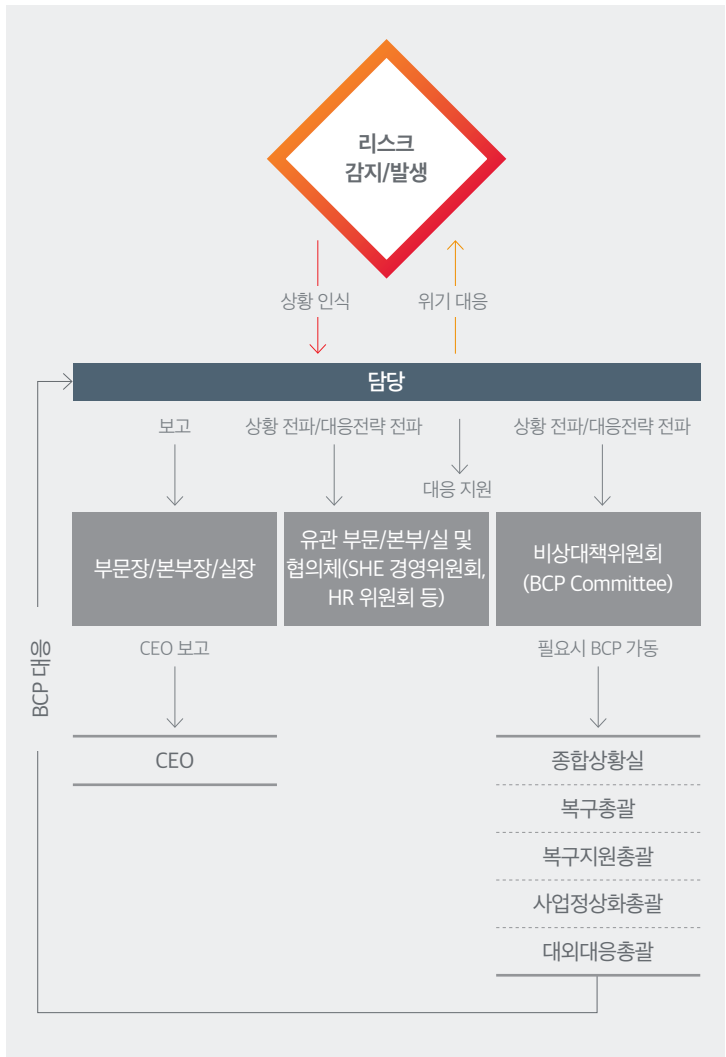 리스크
감지/발생
상황 인식
위기 대응
담당
보고
상황 전파/대응전략 전파
대응 지원
상황 전파/대응전략 전파
부문장/본부장/실장
유관 부문/본부/실 및
협의체(SHE 경영위원회,
HR 위원회 등)
비상대책위원회
(BCP Committee)
CEO 보고
필요시 BCP 가동
CEO
종합상황실
복구총괄
복구지원총괄
사업정상화총괄
대외대응총괄
BCP 대응